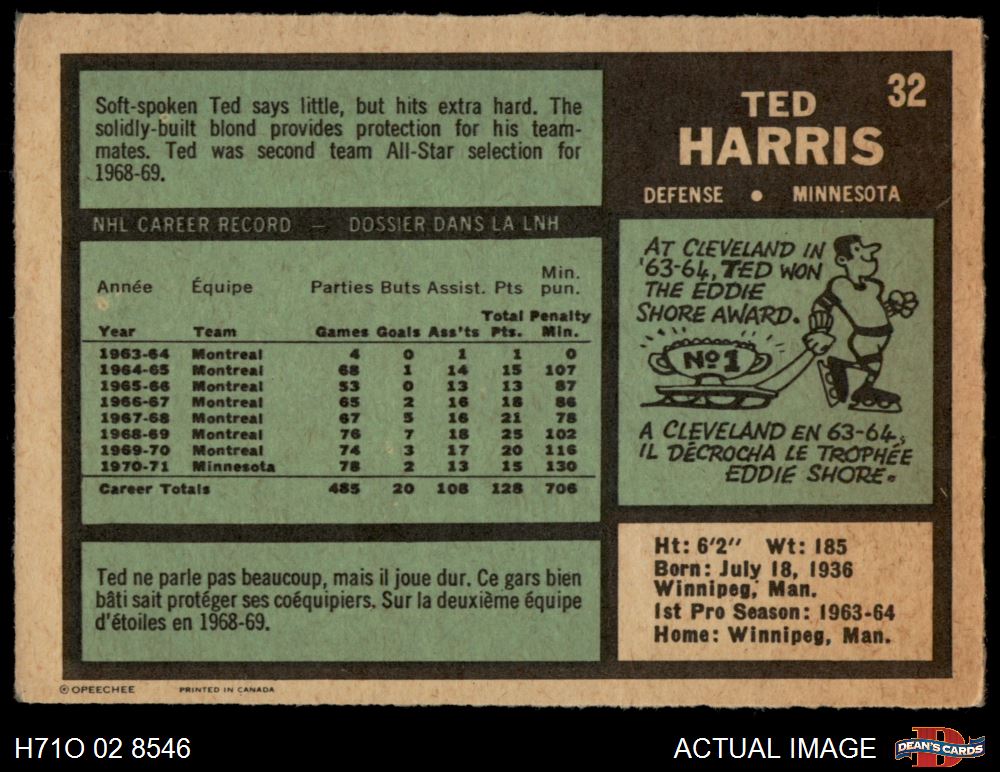 Soft-spoken Ted says little, but hits extra hard. The
solidly-built blond provides protection for his team-
mates. Ted was second team All-Star selection for
1968-69.
NHL CAREER RECORD — DOSSIER DANS LA LNH
Année Équipe Parties Buts Assist. Pts Min. pun.
Year Team Games Goals Ass'ts Total Pts. Penalty Min.
1963-64 Montreal 4 0 1 1 0
1964-65 Montreal 68 1 14 15 107
1965-66 Montreal 53 0 13 13 87
1966-67 Montreal 65 2 16 18 86
1967-68 Montreal 67 5 16 21 78
1968-69 Montreal 76 7 18 25 102
1969-70 Montreal 74 3 17 20 116
1970-71 Minnesota 78 2 13 15 130
Career Totals 485 20 108 128 706
Ted ne parle pas beaucoup, mais il joue dur. Ce gars bien
bâti sait protéger ses coéquipiers. Sur la deuxième équipe
d'étoiles en 1968-69.
32
TED
HARRIS
DEFENSE • MINNESOTA
AT CLEVELAND IN
'63-64, TED WON
THE EDDIE
SHORE AWARD.
No 1
A CLEVELAND EN 63-64,
IL DÉCROCHA LE TROPHÉE
EDDIE SHORE.
Ht: 6'2" Wt: 185
Born: July 18, 1936
Winnipeg, Man.
1st Pro Season: 1963-64
Home: Winnipeg, Man.
© OPEECHEE PRINTED IN CANADA
H71O 02 8546
ACTUAL IMAGE
D
DEAN'S CARDS